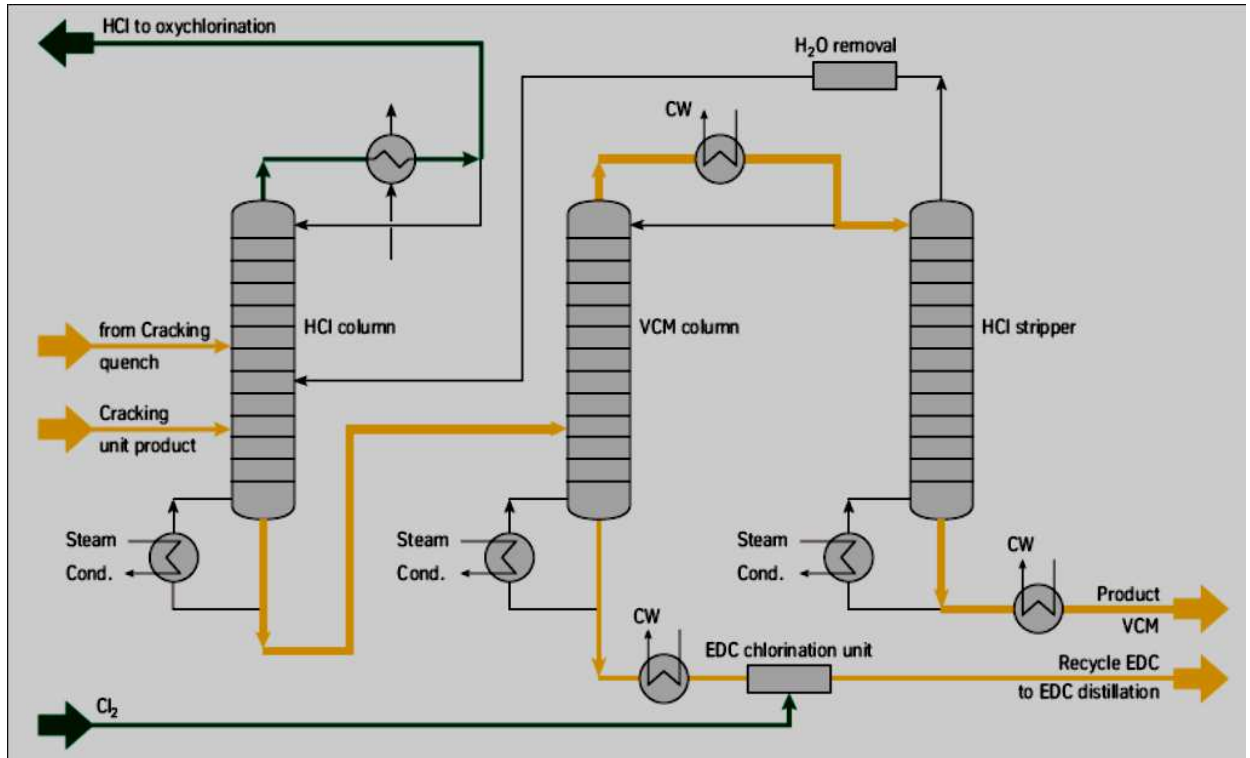 HCl to oxychlorination
H₂O removal
CW
HCl column
VCM column
HCl stripper
from Cracking
quench
Cracking
unit product
Steam
Cond.
Steam
Cond.
Steam
Cond.
CW
Product
VCM
CW
EDC chlorination unit
Recycle EDC
to EDC distillation
Cl₂